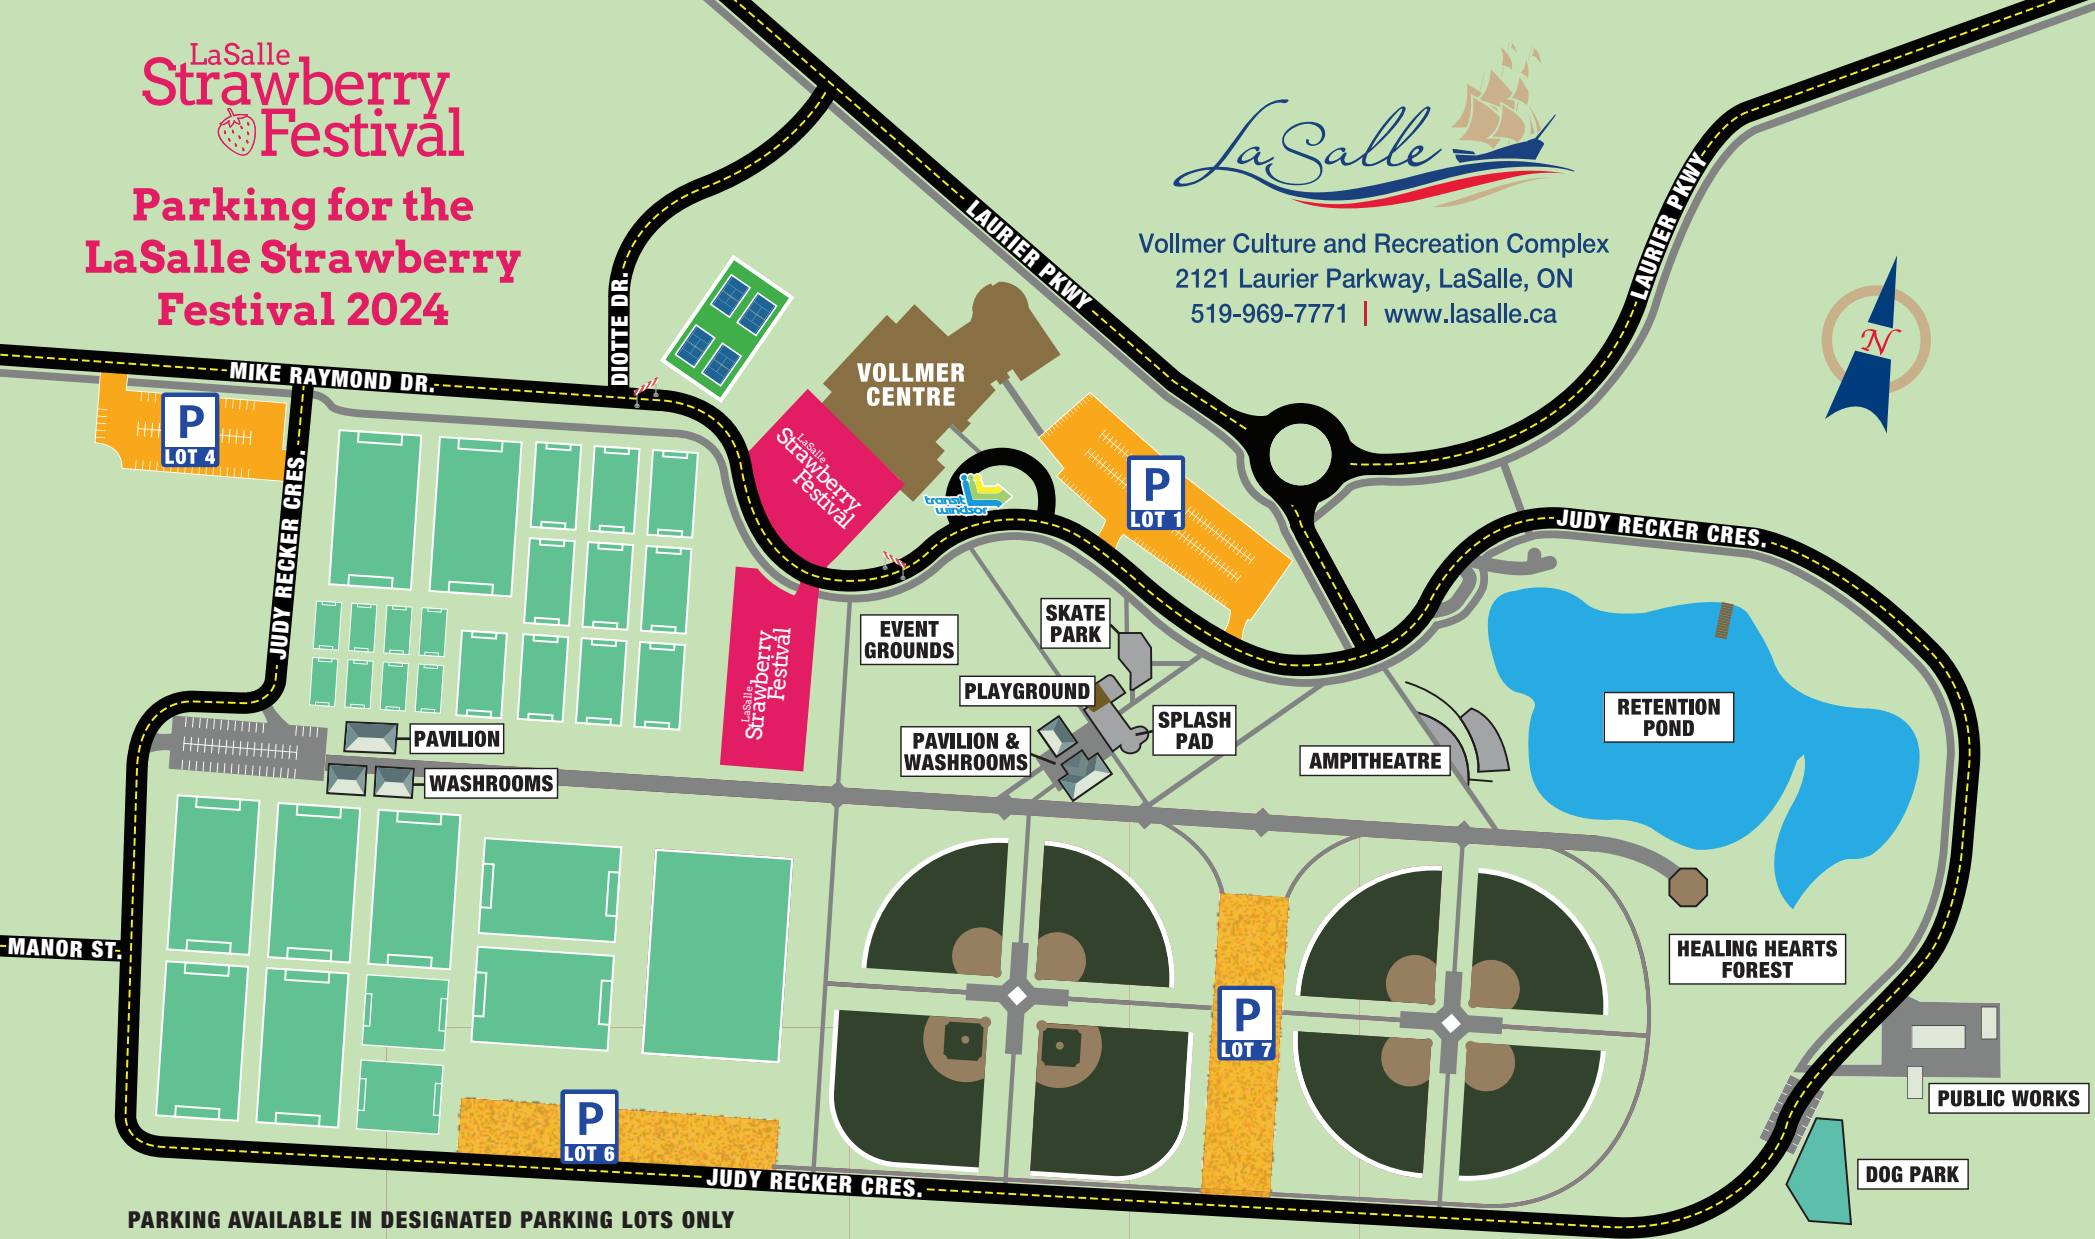 LaSalle
Strawberry
Festival
Parking for the
LaSalle Strawberry
Festival 2024
LaSalle
Vollmer Culture and Recreation Complex
2121 Laurier Parkway, LaSalle, ON
519-969-7771 | www.lasalle.ca
N
LAURIER PKWY
LAURIER PKWY
DIOTTE DR.
MIKE RAYMOND DR.
P
LOT 4
JUDY RECKER CRES.
JUDY RECKER CRES.
VOLLMER
CENTRE
LaSalle
Strawberry
Festival
transit
windsor
P
LOT 1
JUDY RECKER CRES.
EVENT
GROUNDS
SKATE
PARK
PLAYGROUND
SPLASH
PAD
PAVILION &
WASHROOMS
LaSalle
Strawberry
Festival
AMPITHEATRE
RETENTION
POND
PAVILION
WASHROOMS
MANOR ST.
HEALING HEARTS
FOREST
P
LOT 7
PUBLIC WORKS
P
LOT 6
DOG PARK
JUDY RECKER CRES.
PARKING AVAILABLE IN DESIGNATED PARKING LOTS ONLY